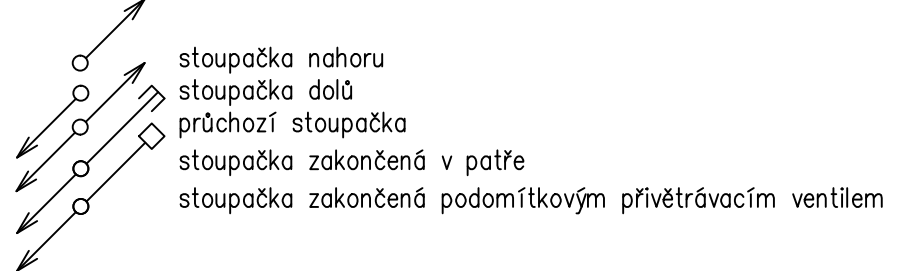 stoupačka nahoru
stoupačka dolů
průchozí stoupačka
stoupačka zakončená v patře
stoupačka zakončená podomítkovým přivětrávacím ventilem